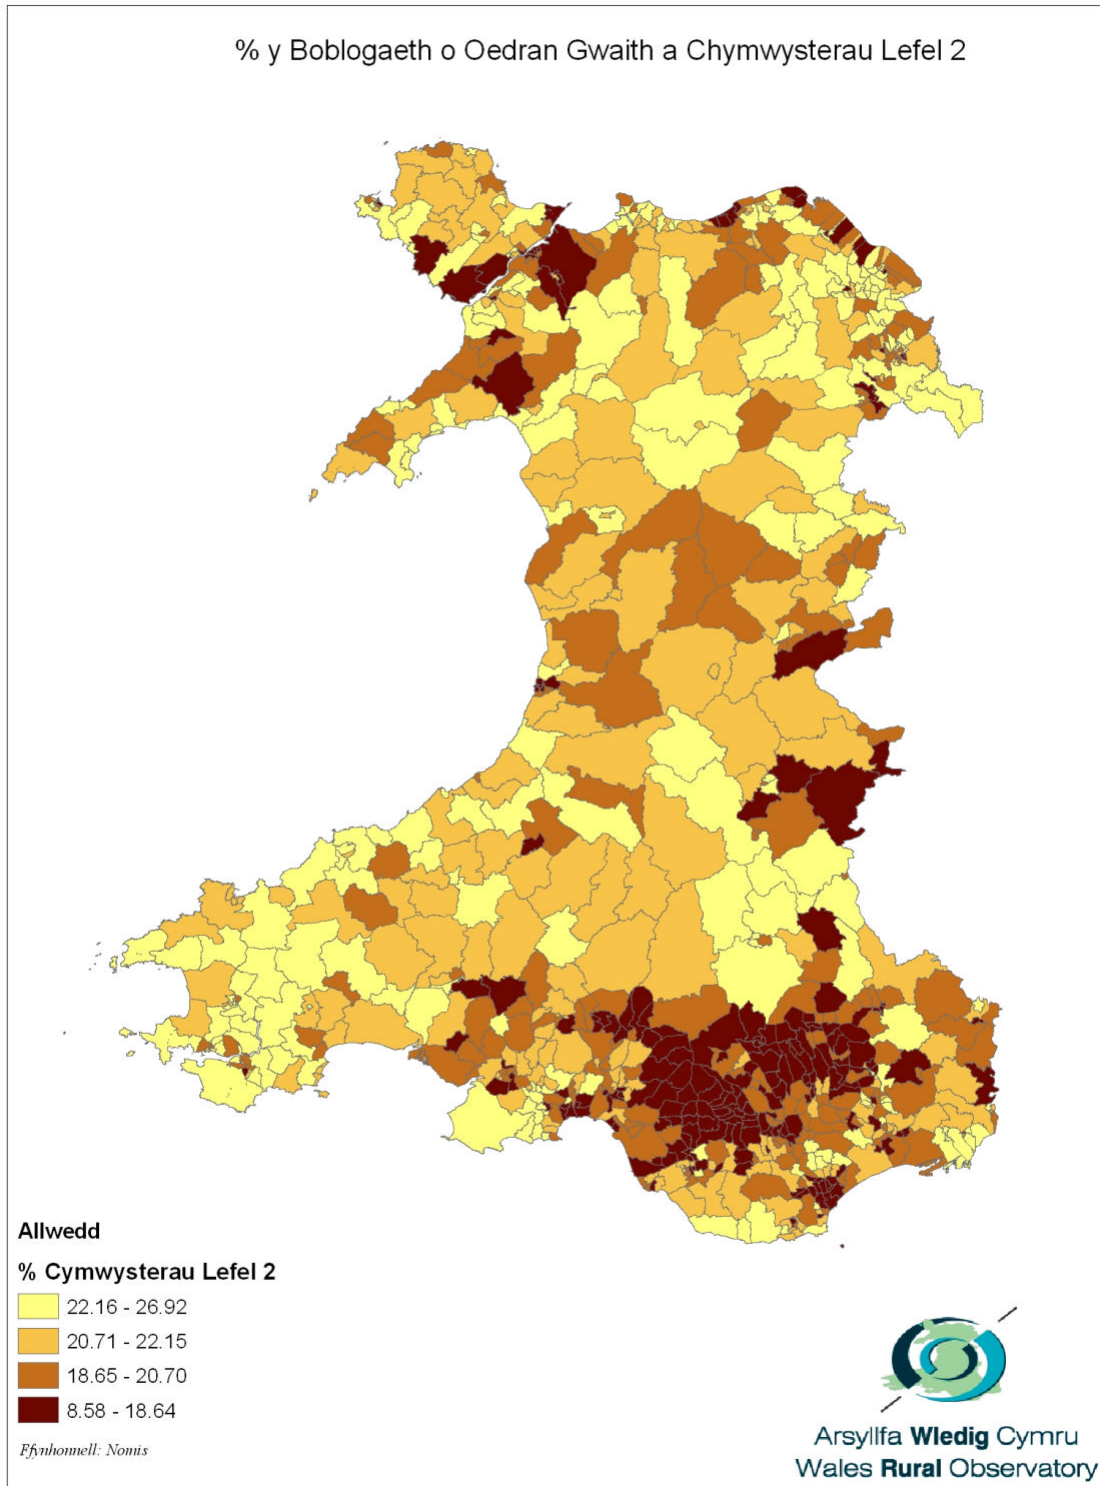 % y Boblogaeth o Oedran Gwaith a Chymwysterau Lefel 2
Allwedd
% Cymwysterau Lefel 2
22.16 - 26.92
20.71 - 22.15
18.65 - 20.70
8.58 - 18.64
Ffynhonnell: Nomis
Arsyllfa Wledig Cymru
Wales Rural Observatory